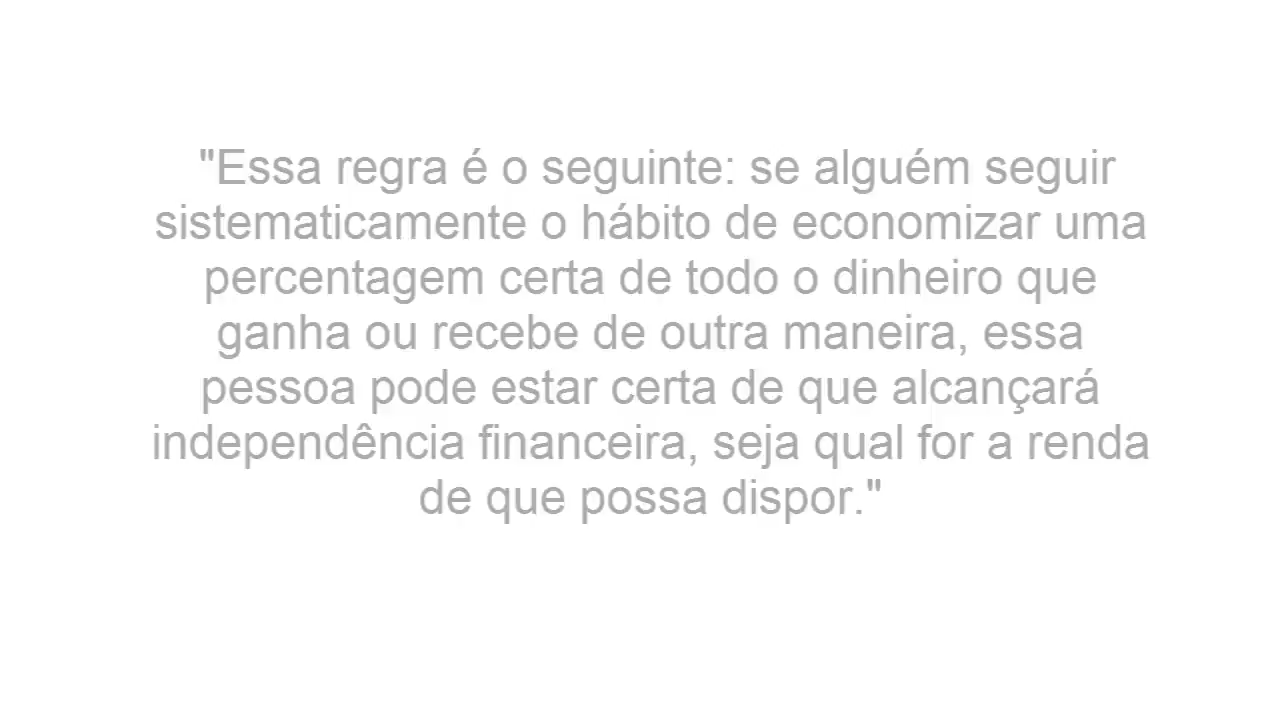 "Essa regra é o seguinte: se alguém seguir
sistematicamente o hábito de economizar uma
percentagem certa de todo o dinheiro que
ganha ou recebe de outra maneira, essa
pessoa pode estar certa de que alcançará
independência financeira, seja qual for a renda
de que possa dispor."